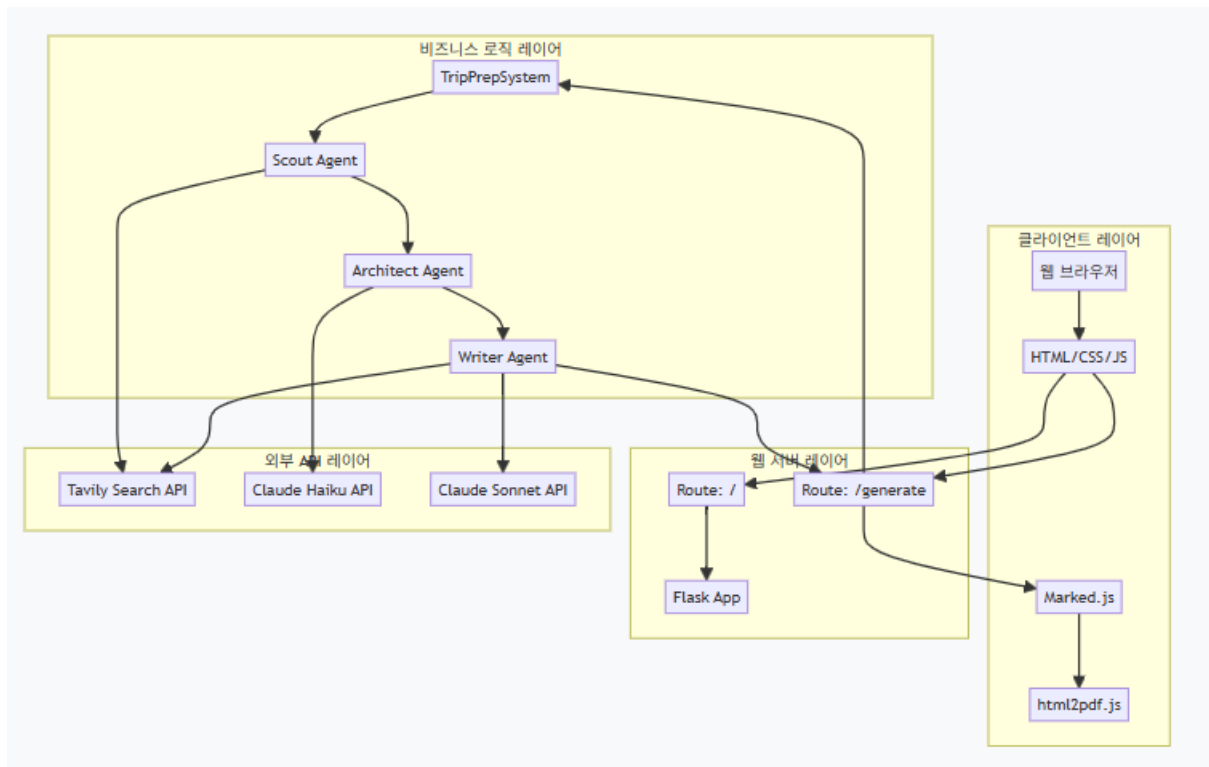 비즈니스 로직 레이어
TripPrepSystem
Scout Agent
Architect Agent
Writer Agent
외부 API 레이어
Tavily Search API
Claude Haiku API
Claude Sonnet API
웹 서버 레이어
Route: /
Route: /generate
Flask App
클라이언트 레이어
웹 브라우저
HTML/CSS/JS
Marked.js
html2pdf.js